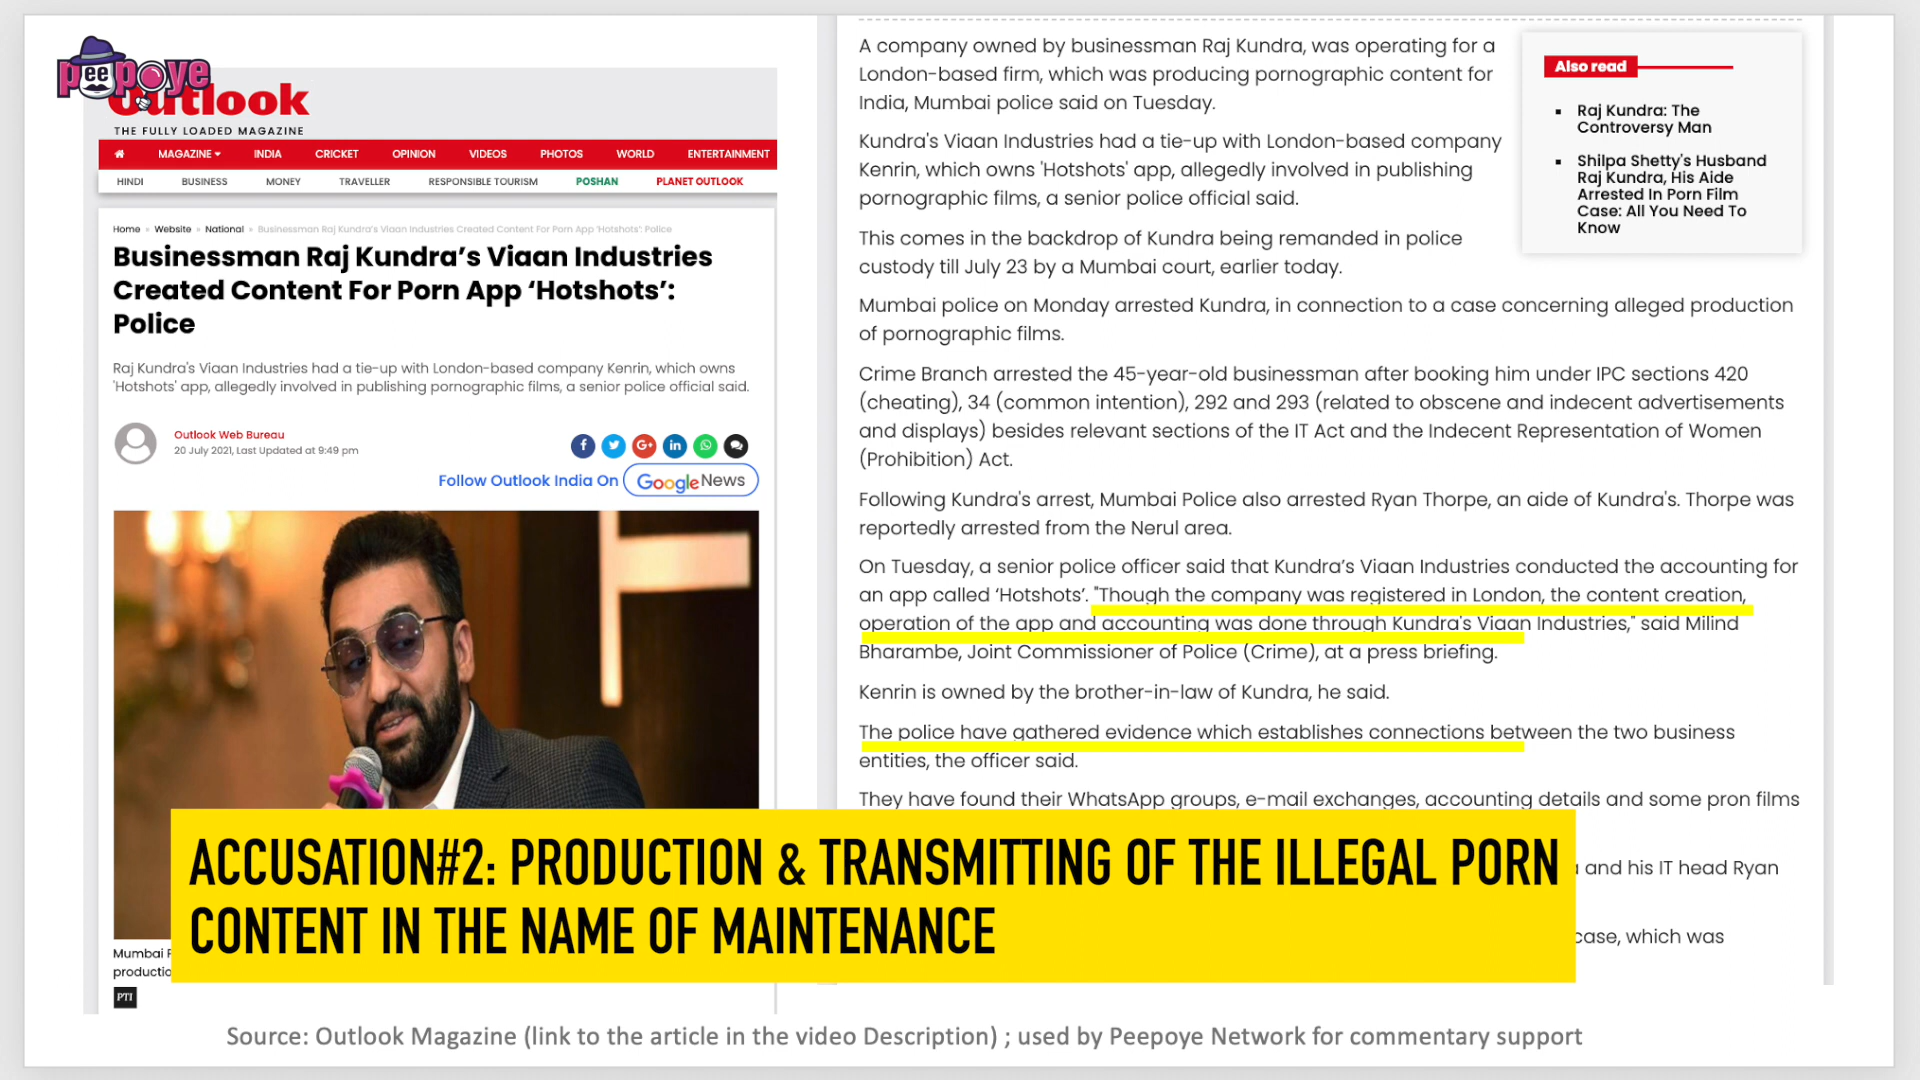 peepoye
Outlook
THE FULLY LOADED MAGAZINE
MAGAZINE INDIA CRICKET OPINION VIDEOS PHOTOS WORLD ENTERTAINMENT
HINDI BUSINESS MONEY TRAVELLER RESPONSIBLE TOURISM POSHAN PLANET OUTLOOK
Home » Website » National » Businessman Raj Kundra's Viaan Industries Created Content For Porn App 'Hotshots': Police
Businessman Raj Kundra’s Viaan Industries
Created Content For Porn App ‘Hotshots’:
Police
Raj Kundra's Viaan Industries had a tie-up with London-based company Kenrin, which owns
'Hotshots' app, allegedly involved in publishing pornographic films, a senior police official said.
Outlook Web Bureau
20 July 2021, Last Updated at 9:49 pm
Follow Outlook India On Google News
Mumbai
productio
PTI
A company owned by businessman Raj Kundra, was operating for a
London-based firm, which was producing pornographic content for
India, Mumbai police said on Tuesday.
Kundra's Viaan Industries had a tie-up with London-based company
Kenrin, which owns 'Hotshots' app, allegedly involved in publishing
pornographic films, a senior police official said.
This comes in the backdrop of Kundra being remanded in police
custody till July 23 by a Mumbai court, earlier today.
Mumbai police on Monday arrested Kundra, in connection to a case concerning alleged production
of pornographic films.
Crime Branch arrested the 45-year-old businessman after booking him under IPC sections 420
(cheating), 34 (common intention), 292 and 293 (related to obscene and indecent advertisements
and displays) besides relevant sections of the IT Act and the Indecent Representation of Women
(Prohibition) Act.
Following Kundra's arrest, Mumbai Police also arrested Ryan Thorpe, an aide of Kundra's. Thorpe was
reportedly arrested from the Nerul area.
On Tuesday, a senior police officer said that Kundra’s Viaan Industries conducted the accounting for
an app called ‘Hotshots’. "Though the company was registered in London, the content creation,
operation of the app and accounting was done through Kundra's Viaan Industries," said Milind
Bharambe, Joint Commissioner of Police (Crime), at a press briefing.
Kenrin is owned by the brother-in-law of Kundra, he said.
The police have gathered evidence which establishes connections between the two business
entities, the officer said.
They have found their WhatsApp groups, e-mail exchanges, accounting details and some pron films
and his IT head Ryan
case, which was
Also read
Raj Kundra: The
Controversy Man
Shilpa Shetty's Husband
Raj Kundra, His Aide
Arrested In Porn Film
Case: All You Need To
Know
ACCUSATION#2: PRODUCTION & TRANSMITTING OF THE ILLEGAL PORN
CONTENT IN THE NAME OF MAINTENANCE
Source: Outlook Magazine (link to the article in the video Description) ; used by Peepoye Network for commentary support